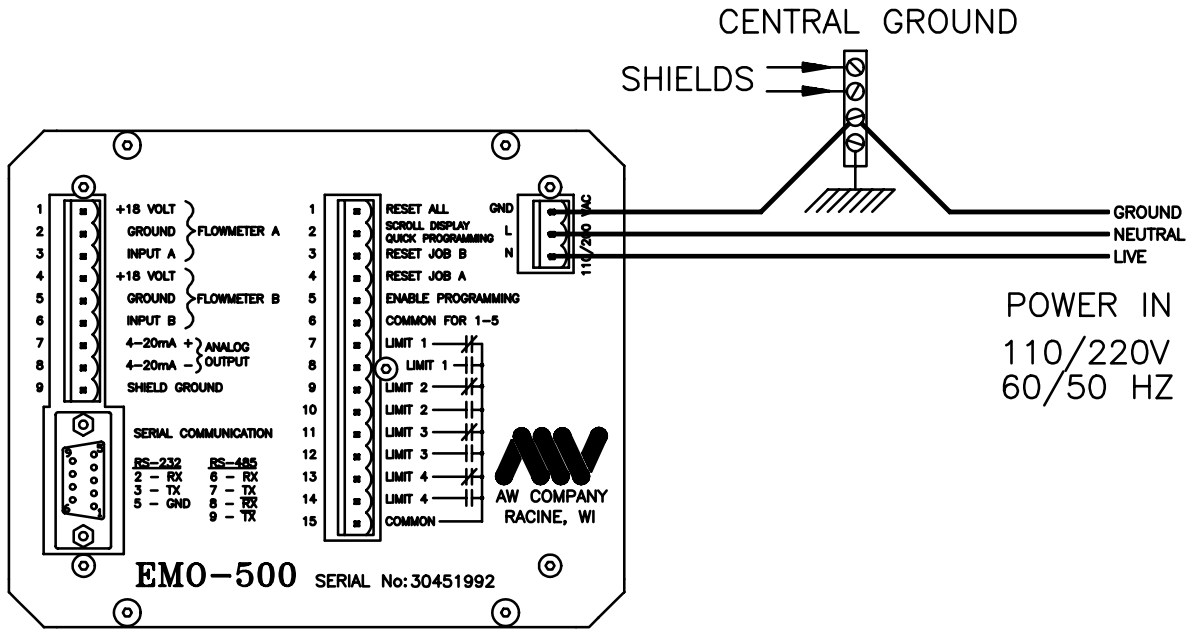 CENTRAL GROUND
SHIELDS
1 +18 VOLT
2 GROUND
3 INPUT A
FLOWMETER A
4 +18 VOLT
5 GROUND
6 INPUT B
FLOWMETER B
7 4-20mA +
8 4-20mA -
ANALOG
OUTPUT
9 SHIELD GROUND
SERIAL COMMUNICATION
RS-232
2 - RX
3 - TX
5 - GND
RS-485
6 - RX
7 - TX
8 - RX
9 - TX
9
5
6
1
1 RESET ALL
2 SCROLL DISPLAY
QUICK PROGRAMMING
3 RESET JOB B
4 RESET JOB A
5 ENABLE PROGRAMMING
6 COMMON FOR 1-5
7 LIMIT 1
8 LIMIT 1
9 LIMIT 2
10 LIMIT 2
11 LIMIT 3
12 LIMIT 3
13 LIMIT 4
14 LIMIT 4
15 COMMON
GND
L
N
110/200 VAC
GROUND
NEUTRAL
LIVE
POWER IN
110/220V
60/50 HZ
AW COMPANY
RACINE, WI
EMO-500 SERIAL No: 30451992